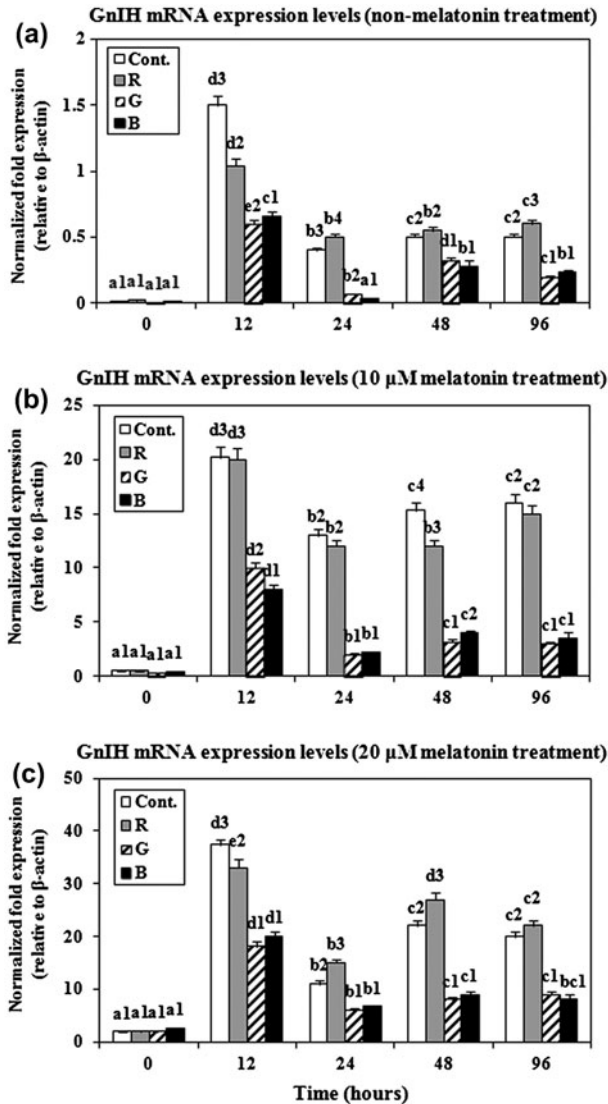 GnIH mRNA expression levels (non-melatonin treatment)
(a)
Normalized fold expression
(relative to β-actin)
2
1.5
1
0.5
0
Cont.
R
G
B
a1 a1 a1 a1
d3 d2 e2 c1
b3 b4 b2 a1
c2 b2 d1 b1
c2 c3 c1 b1
0 12 24 48 96
GnIH mRNA expression levels (10 µM melatonin treatment)
(b)
Normalized fold expression
(relative to β-actin)
25
20
15
10
5
0
Cont.
R
G
B
a1 a1 a1 a1
d3 d3 d2 d1
b2 b2 b1 b1
c4 b3 c1 c2
c2 c2 c1 c1
0 12 24 48 96
GnIH mRNA expression levels (20 µM melatonin treatment)
(c)
Normalized fold expression
(relative to β-actin)
50
40
30
20
10
0
Cont.
R
G
B
a1 a1 a1 a1
d3 e2 d1 d1
b2 b3 b1 b1
c2 d3 c1 c1
c2 c2 c1 bc1
0 12 24 48 96
Time (hours)